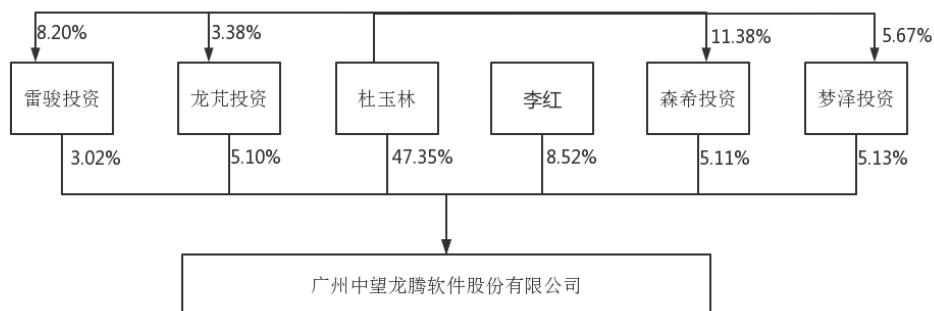 8.20%
3.38%
11.38%
5.67%
雷骏投资
龙芃投资
杜玉林
李红
森希投资
梦泽投资
3.02%
5.10%
47.35%
8.52%
5.11%
5.13%
广州中望龙腾软件股份有限公司